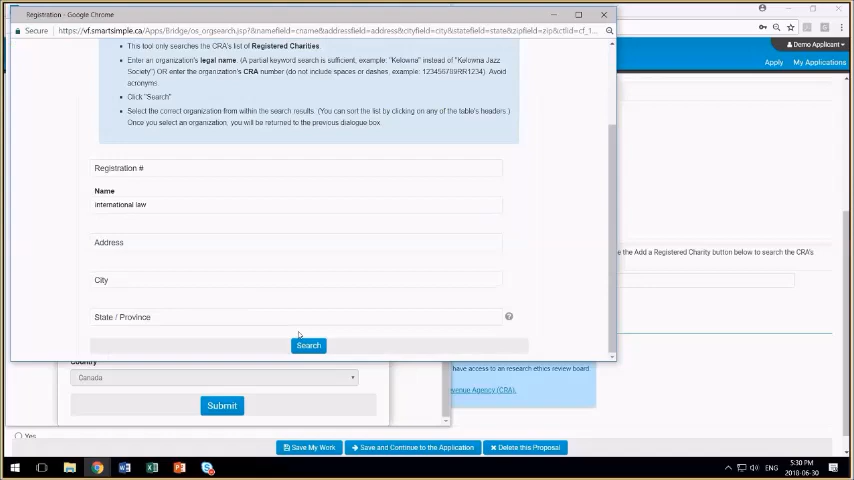 Registration - Google Chrome
Secure
https://vf.smartsimple.ca/Apps/Bridge/os_orgsearch.jsp?&namefield=cname&addressfield=address&cityfield=city&statefield=state&zipfield=zip&ctlid=cf_1...
Demo Applicant
Apply
My Applications
• This tool only searches the CRA's list of Registered Charities.
• Enter an organization's legal name. (A partial keyword search is sufficient, example: "Kelowna" instead of "Kelowna Jazz
Society") OR enter the organization's CRA number (do not include spaces or dashes, example: 123456789RR1234). Avoid
acronyms.
• Click "Search"
• Select the correct organization from within the search results. (You can sort the list by clicking on any of the table's headers.)
Once you select an organization, you will be returned to the previous dialogue box.
Registration #
Name
international law
Address
City
State / Province
Search
the Add a Registered Charity button below to search the CRA's
have access to an research ethics review board.
evenue Agency (CRA).
Country
Canada
Submit
Yes
Save My Work
Save and Continue to the Application
Delete this Proposal
ENG
5:30 PM
2018-06-30